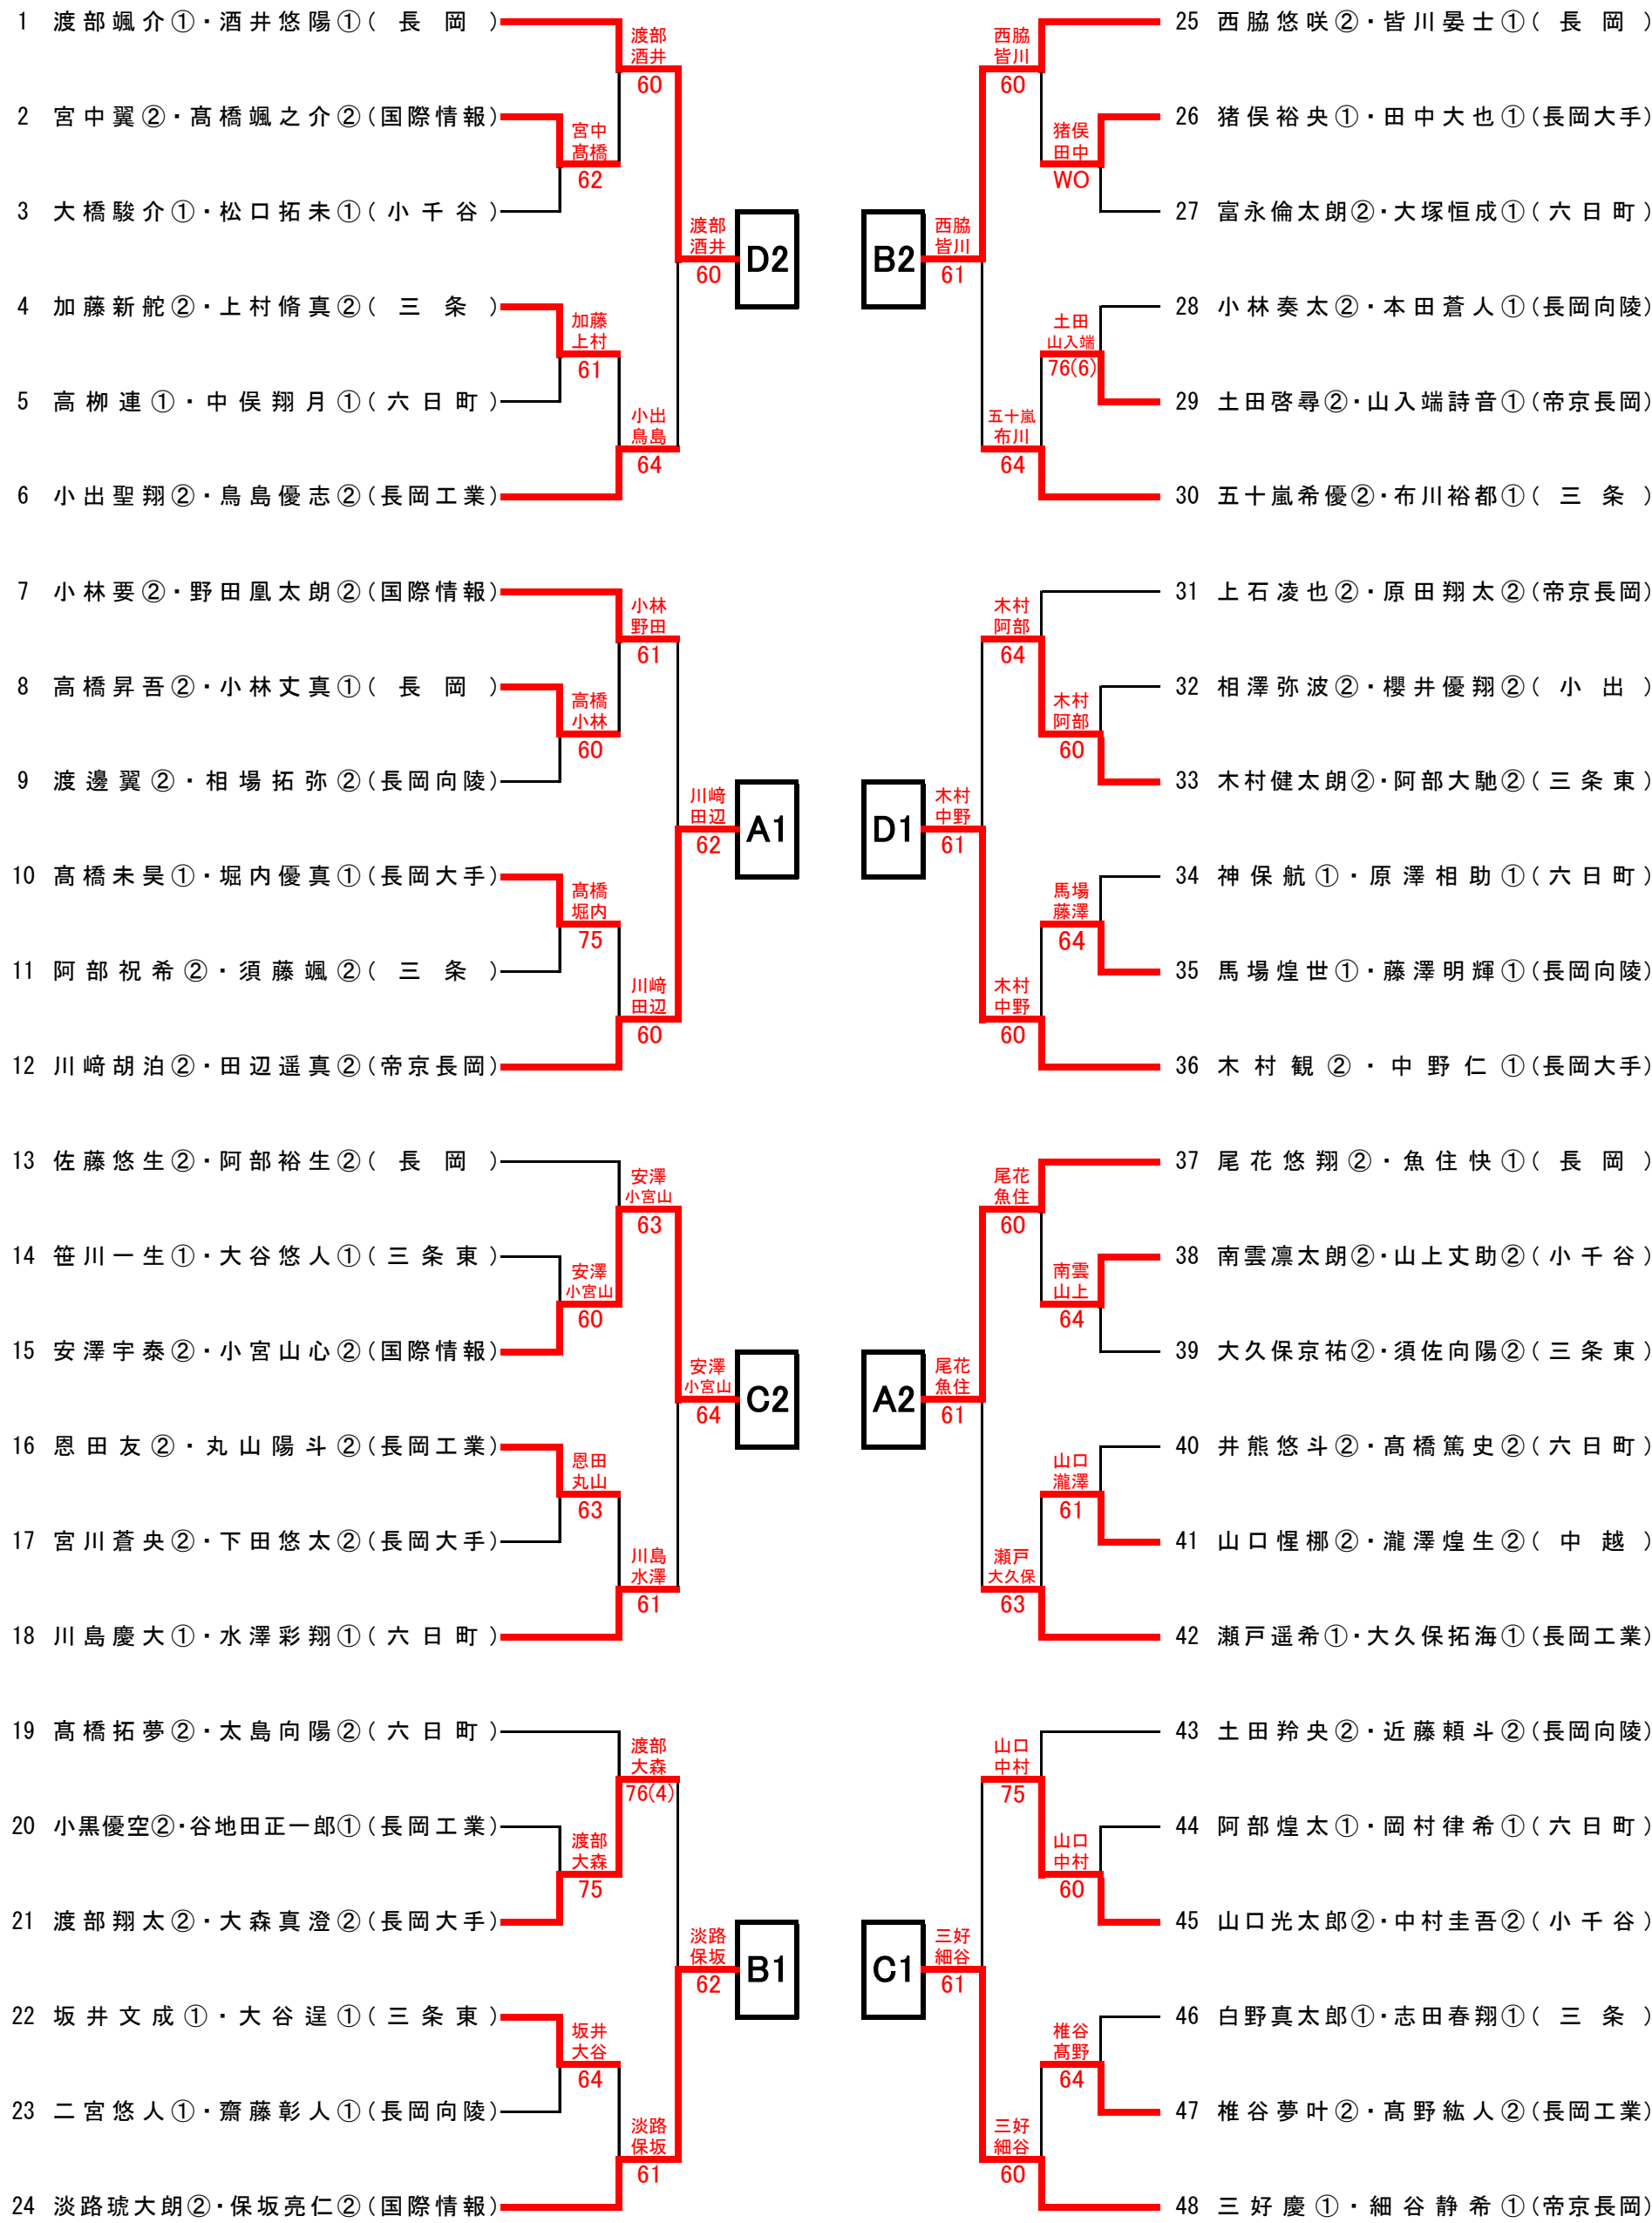 1 渡部颯介①・酒井悠陽①(長岡)
2 宮中翼②・髙橋颯之介②(国際情報)
3 大橋駿介①・松口拓未①(小千谷)
4 加藤新舵②・上村脩真②(三条)
5 高栁連①・中俣翔月①(六日町)
6 小出聖翔②・鳥島優志②(長岡工業)
渡部
酒井
60
宮中
髙橋
62
加藤
上村
61
小出
鳥島
64
渡部
酒井
60
D2
7 小林要②・野田凰太朗②(国際情報)
8 高橋昇吾②・小林丈真①(長岡)
9 渡邊翼②・相場拓弥②(長岡向陵)
10 髙橋未昊①・堀内優真①(長岡大手)
11 阿部祝希②・須藤颯②(三条)
12 川﨑胡泊②・田辺遥真②(帝京長岡)
小林
野田
61
高橋
小林
60
髙橋
堀内
75
川﨑
田辺
60
川﨑
田辺
62
A1
13 佐藤悠生②・阿部裕生②(長岡)
14 笹川一生①・大谷悠人①(三条東)
15 安澤宇泰②・小宮山心②(国際情報)
16 恩田友②・丸山陽斗②(長岡工業)
17 宮川蒼央②・下田悠太②(長岡大手)
18 川島慶大①・水澤彩翔①(六日町)
安澤
小宮山
63
安澤
小宮山
60
恩田
丸山
63
川島
水澤
61
安澤
小宮山
64
C2
19 髙橋拓夢②・太島向陽②(六日町)
20 小黒優空②・谷地田正一郎①(長岡工業)
21 渡部翔太②・大森真澄②(長岡大手)
22 坂井文成①・大谷逞①(三条東)
23 二宮悠人①・齋藤彰人①(長岡向陵)
24 淡路琥大朗②・保坂亮仁②(国際情報)
渡部
大森
76(4)
渡部
大森
75
坂井
大谷
64
淡路
保坂
61
淡路
保坂
62
B1
25 西脇悠咲②・皆川晏士①(長岡)
26 猪俣裕央①・田中大也①(長岡大手)
27 富永倫太朗②・大塚恒成①(六日町)
28 小林奏太②・本田蒼人①(長岡向陵)
29 土田啓尋②・山入端詩音①(帝京長岡)
30 五十嵐希優②・布川裕都①(三条)
西脇
皆川
60
猪俣
田中
WO
土田
山入端
76(6)
五十嵐
布川
64
西脇
皆川
61
B2
31 上石凌也②・原田翔太②(帝京長岡)
32 相澤弥波②・櫻井優翔②(小出)
33 木村健太朗②・阿部大馳②(三条東)
34 神保航①・原澤相助①(六日町)
35 馬場煌世①・藤澤明輝①(長岡向陵)
36 木村観②・中野仁①(長岡大手)
木村
阿部
64
木村
阿部
60
馬場
藤澤
64
木村
中野
60
木村
中野
61
D1
37 尾花悠翔②・魚住快①(長岡)
38 南雲凛太朗②・山上丈助②(小千谷)
39 大久保京祐②・須佐向陽②(三条東)
40 井熊悠斗②・髙橋篤史②(六日町)
41 山口惺梛②・瀧澤煌生②(中越)
42 瀬戸遥希①・大久保拓海①(長岡工業)
尾花
魚住
60
南雲
山上
64
山口
瀧澤
61
瀬戸
大久保
63
尾花
魚住
61
A2
43 土田羚央②・近藤頼斗②(長岡向陵)
44 阿部煌太①・岡村律希①(六日町)
45 山口光太郎②・中村圭吾②(小千谷)
46 白野真太郎①・志田春翔①(三条)
47 椎谷夢叶②・髙野紘人②(長岡工業)
48 三好慶①・細谷静希①(帝京長岡)
山口
中村
75
山口
中村
60
椎谷
髙野
64
三好
細谷
60
三好
細谷
61
C1